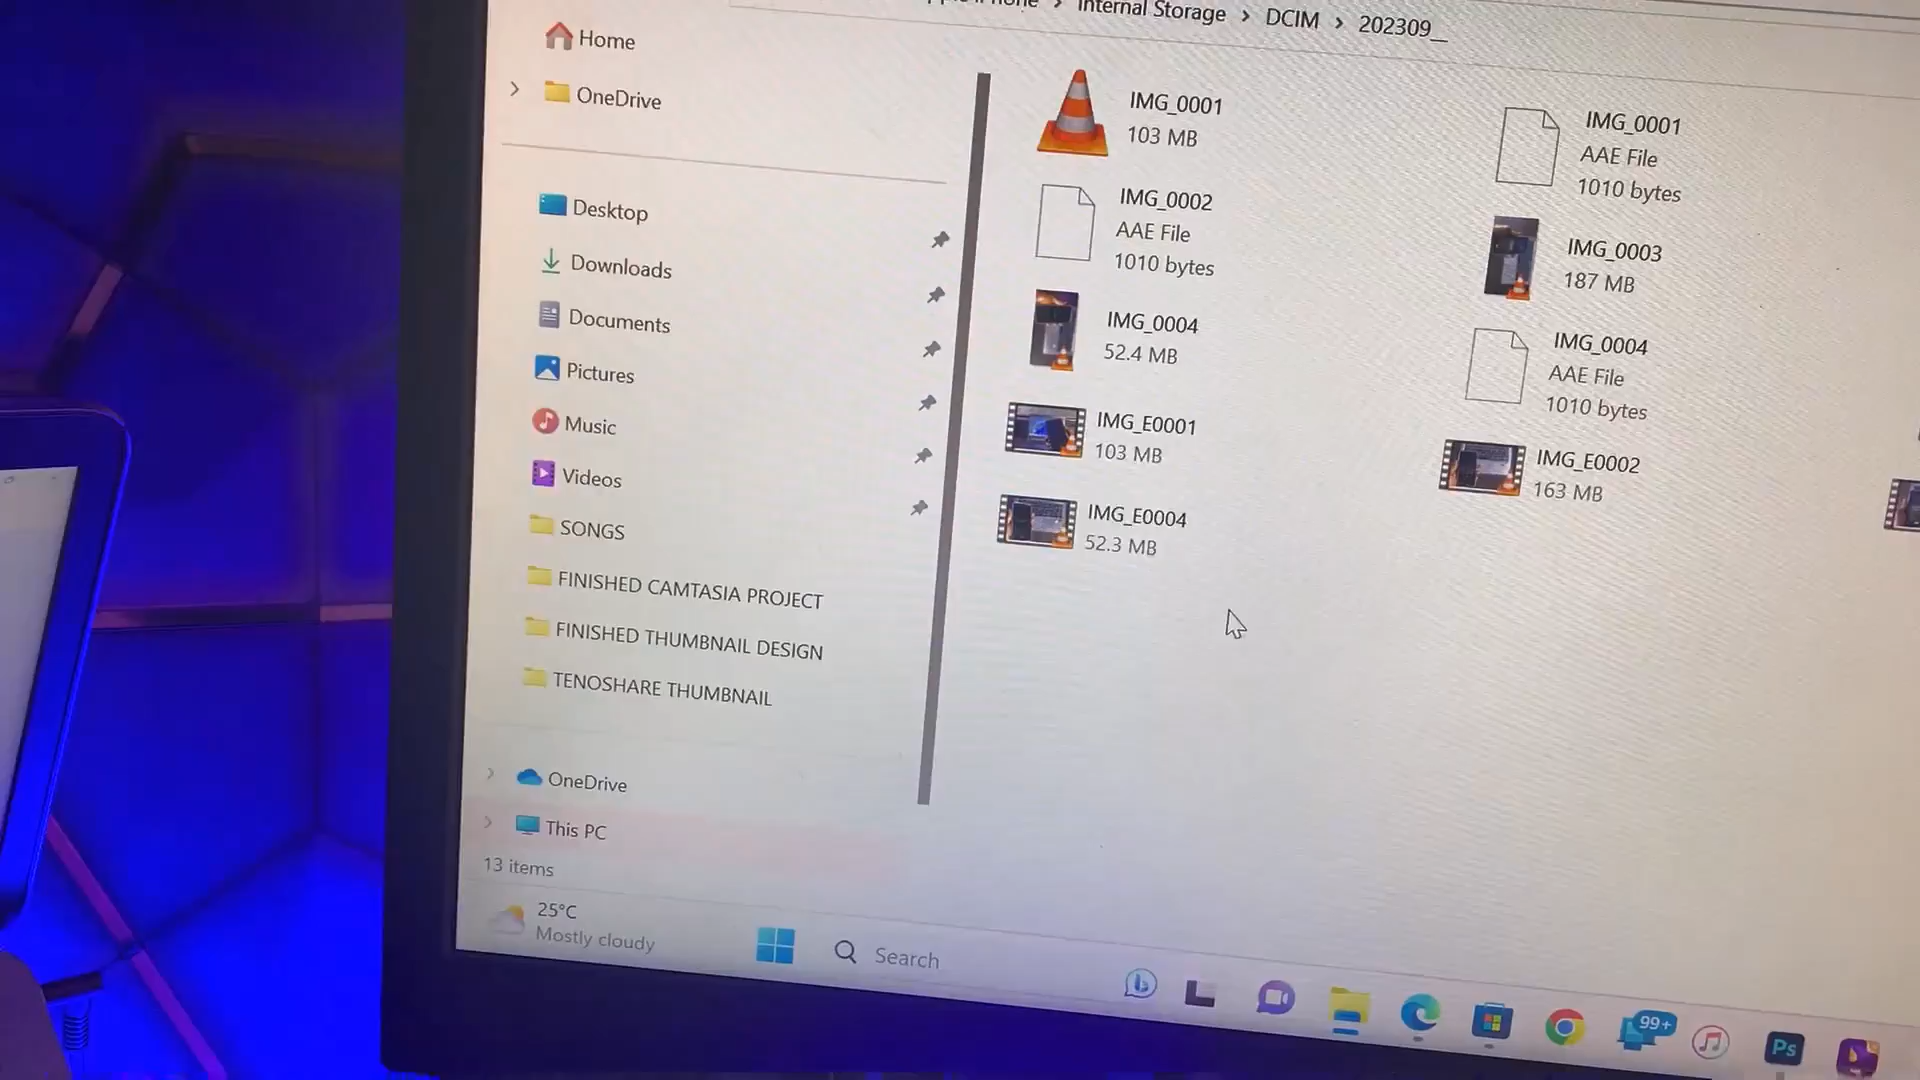 Internal Storage > DCIM > 202309__
Home
OneDrive
Desktop
Downloads
Documents
Pictures
Music
Videos
SONGS
FINISHED CAMTASIA PROJECT
FINISHED THUMBNAIL DESIGN
TENOSHARE THUMBNAIL
OneDrive
This PC
13 items
IMG_0001
103 MB
IMG_0001
AAE File
1010 bytes
IMG_0002
AAE File
1010 bytes
IMG_0003
187 MB
IMG_0004
52.4 MB
IMG_0004
AAE File
1010 bytes
IMG_E0001
103 MB
IMG_E0002
163 MB
IMG_E0004
52.3 MB
25°C
Mostly cloudy
Search
99+
Ps